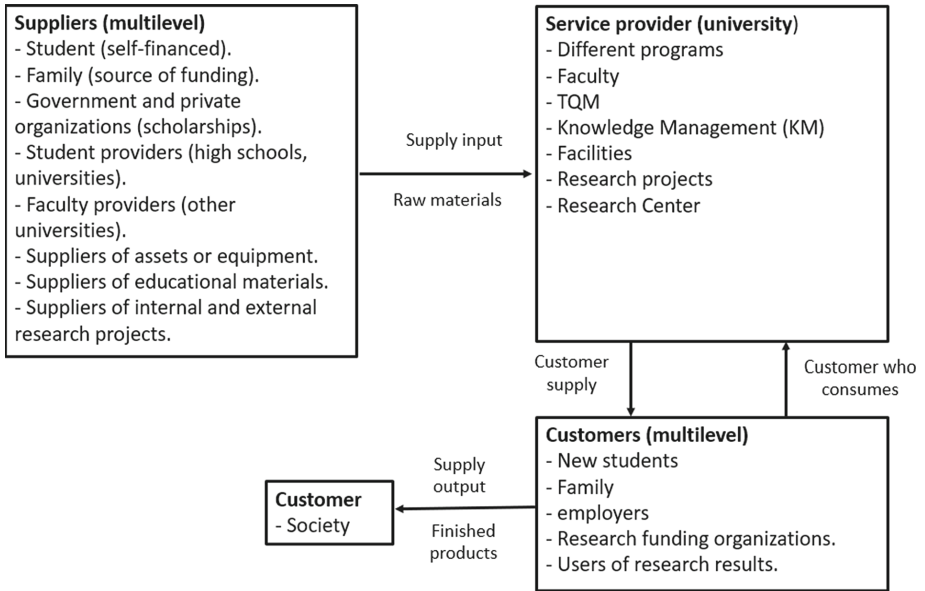 Suppliers (multilevel)
- Student (self-financed).
- Family (source of funding).
- Government and private
organizations (scholarships).
- Student providers (high schools,
universities).
- Faculty providers (other
universities).
- Suppliers of assets or equipment.
- Suppliers of educational materials.
- Suppliers of internal and external
research projects.
Supply input
Raw materials
Service provider (university)
- Different programs
- Faculty
- TQM
- Knowledge Management (KM)
- Facilities
- Research projects
- Research Center
Customer
supply
Customer who
consumes
Customers (multilevel)
- New students
- Family
- employers
- Research funding organizations.
- Users of research results.
Supply
output
Finished
products
Customer
- Society